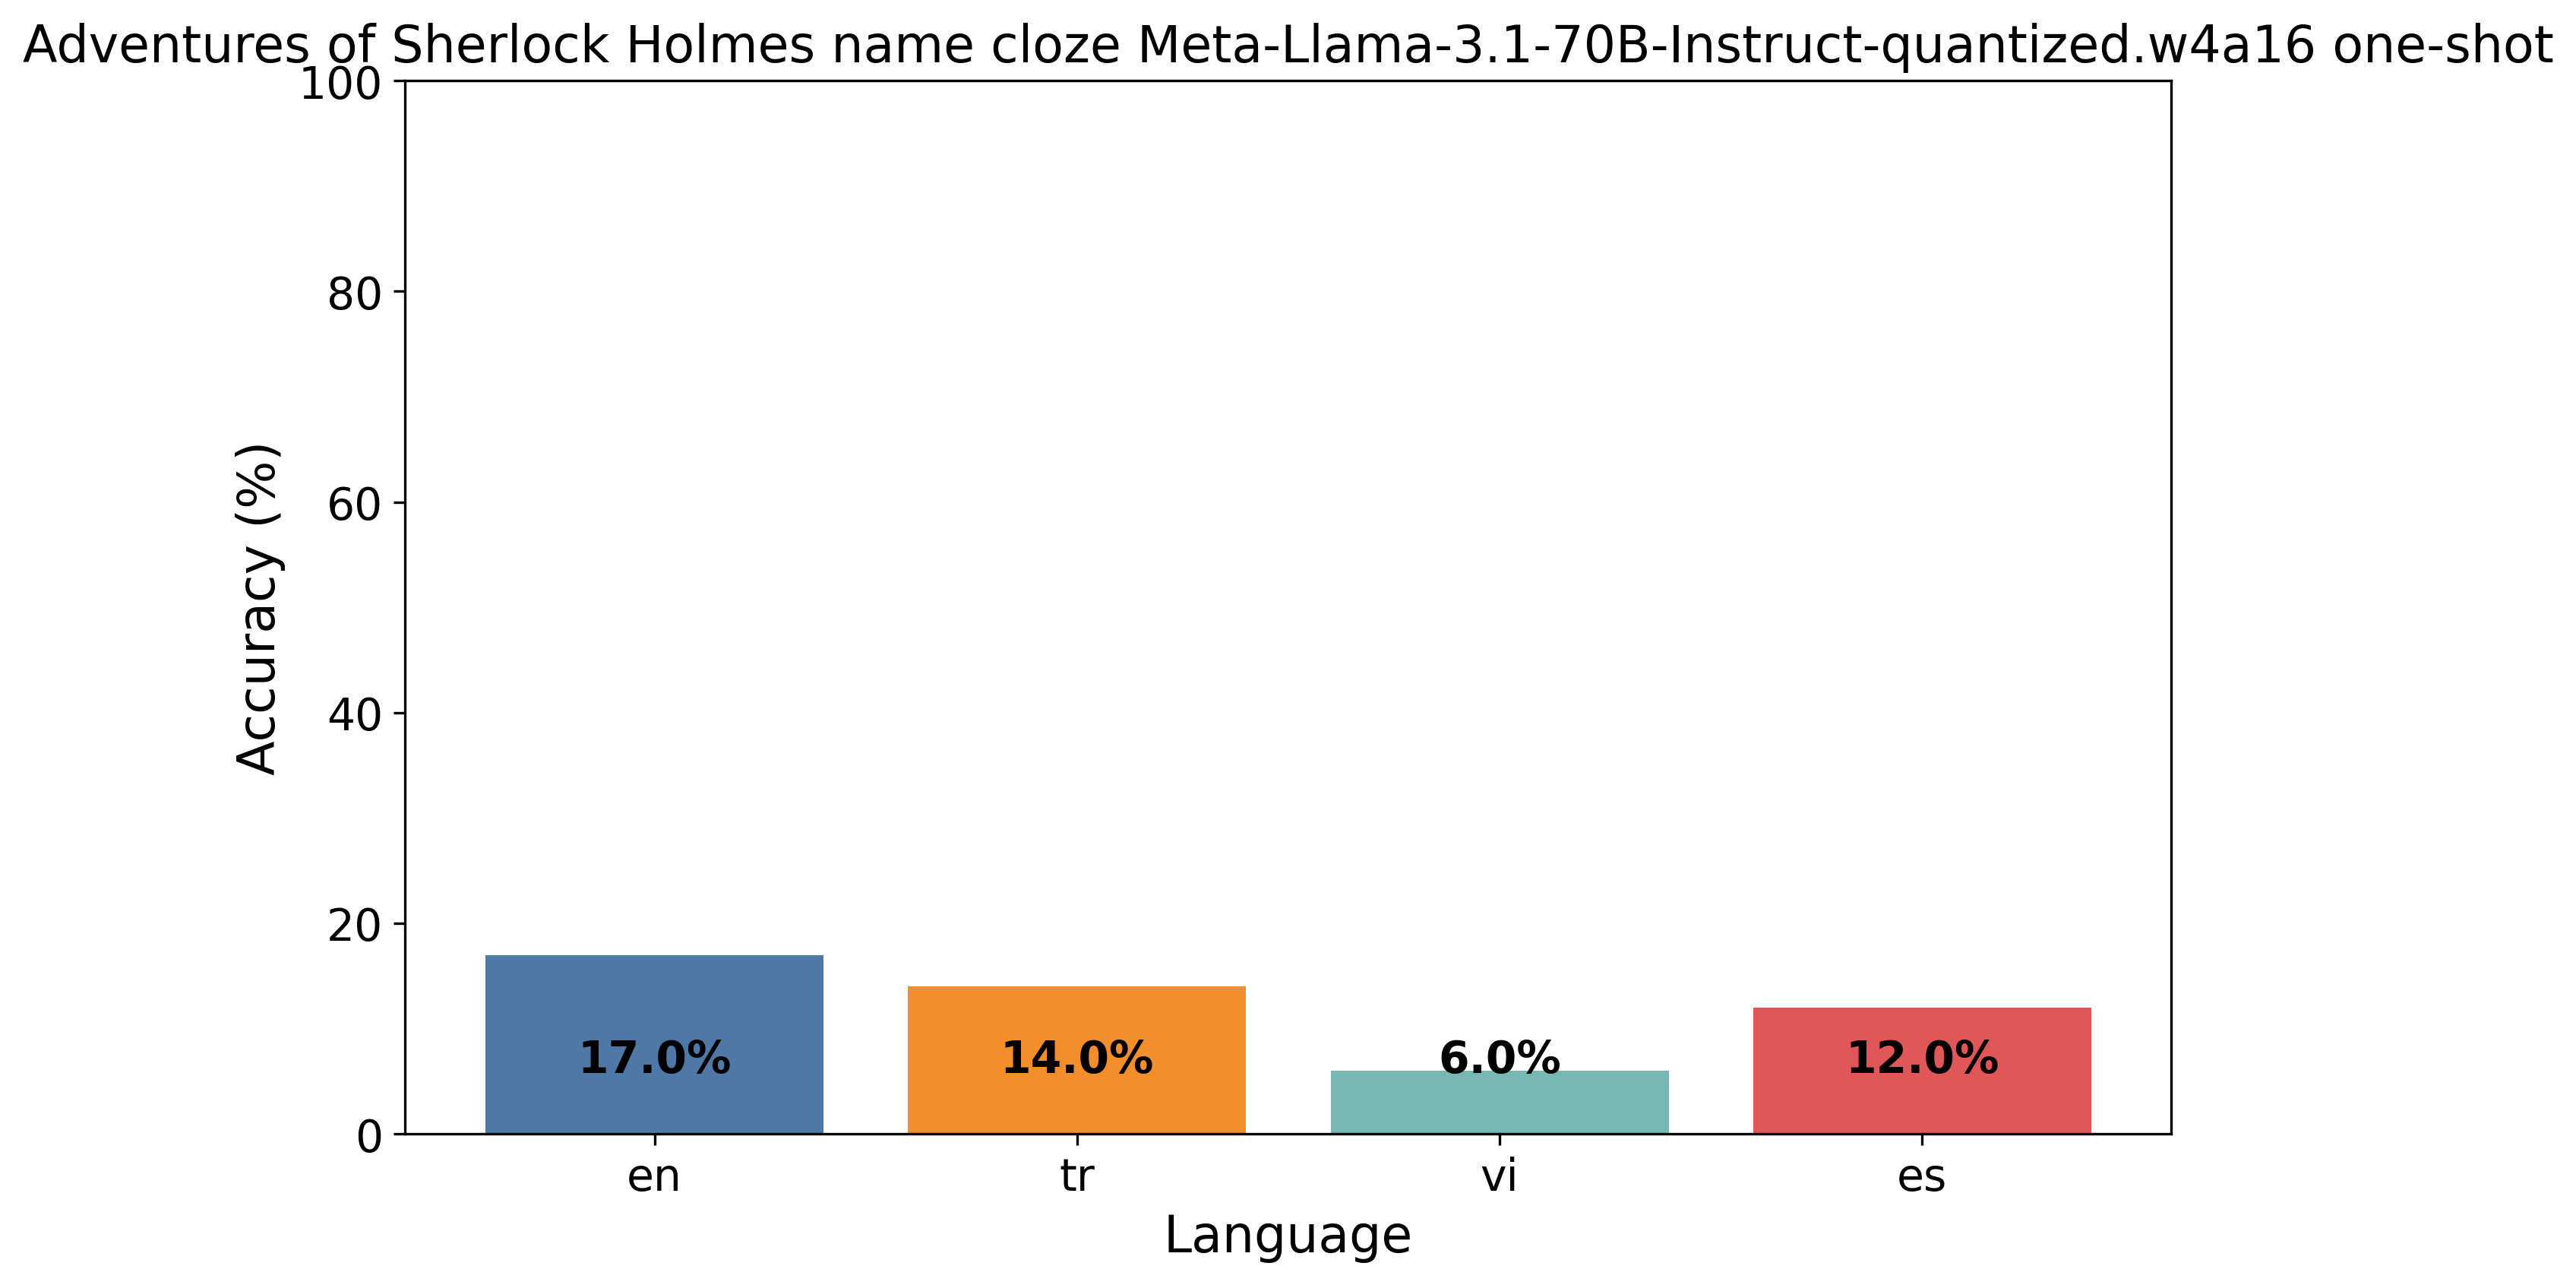 Adventures of Sherlock Holmes name cloze Meta-Llama-3.1-70B-Instruct-quantized.w4a16 one-shot
Accuracy (%)
100
80
60
40
20
0
17.0%
14.0%
6.0%
12.0%
en
tr
vi
es
Language